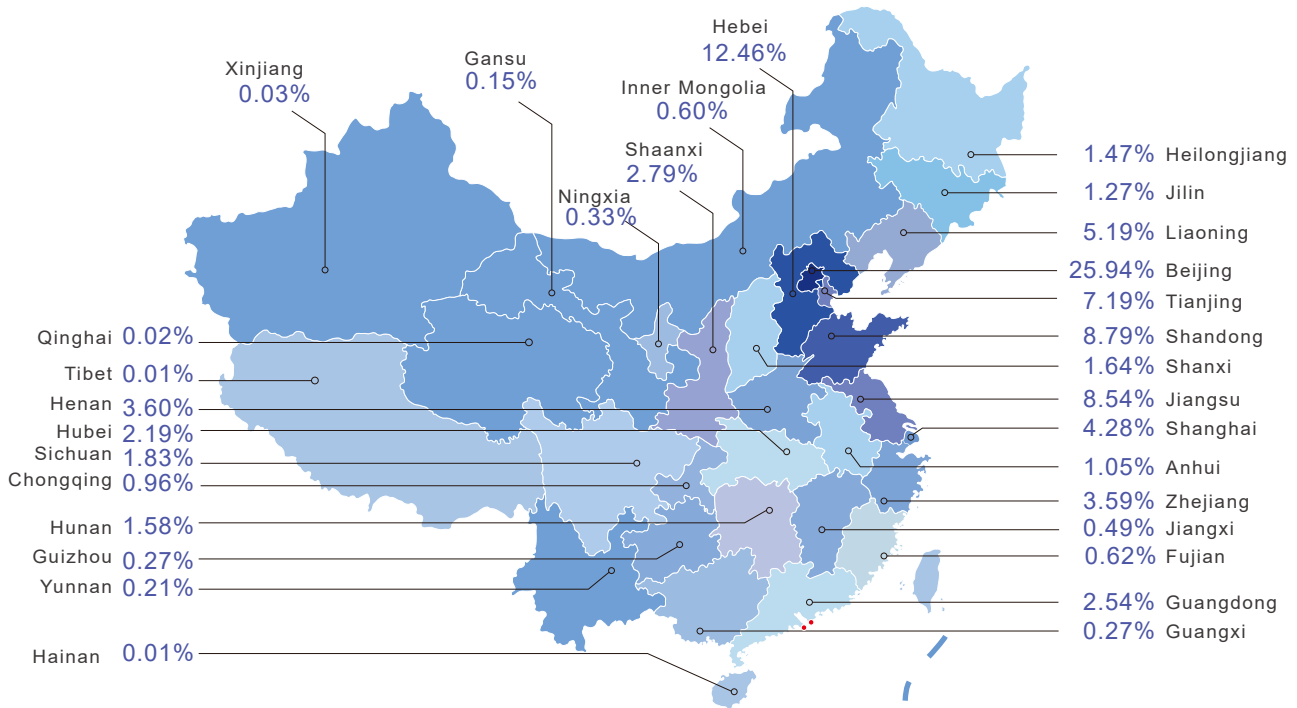 Hebei
12.46%
Xinjiang
0.03%
Gansu
0.15%
Inner Mongolia
0.60%
Shaanxi
2.79%
Ningxia
0.33%
Qinghai 0.02%
Tibet 0.01%
Henan 3.60%
Hubei 2.19%
Sichuan 1.83%
Chongqing 0.96%
Hunan 1.58%
Guizhou 0.27%
Yunnan 0.21%
Hainan 0.01%
1.47% Heilongjiang
1.27% Jilin
5.19% Liaoning
25.94% Beijing
7.19% Tianjing
8.79% Shandong
1.64% Shanxi
8.54% Jiangsu
4.28% Shanghai
1.05% Anhui
3.59% Zhejiang
0.49% Jiangxi
0.62% Fujian
2.54% Guangdong
0.27% Guangxi